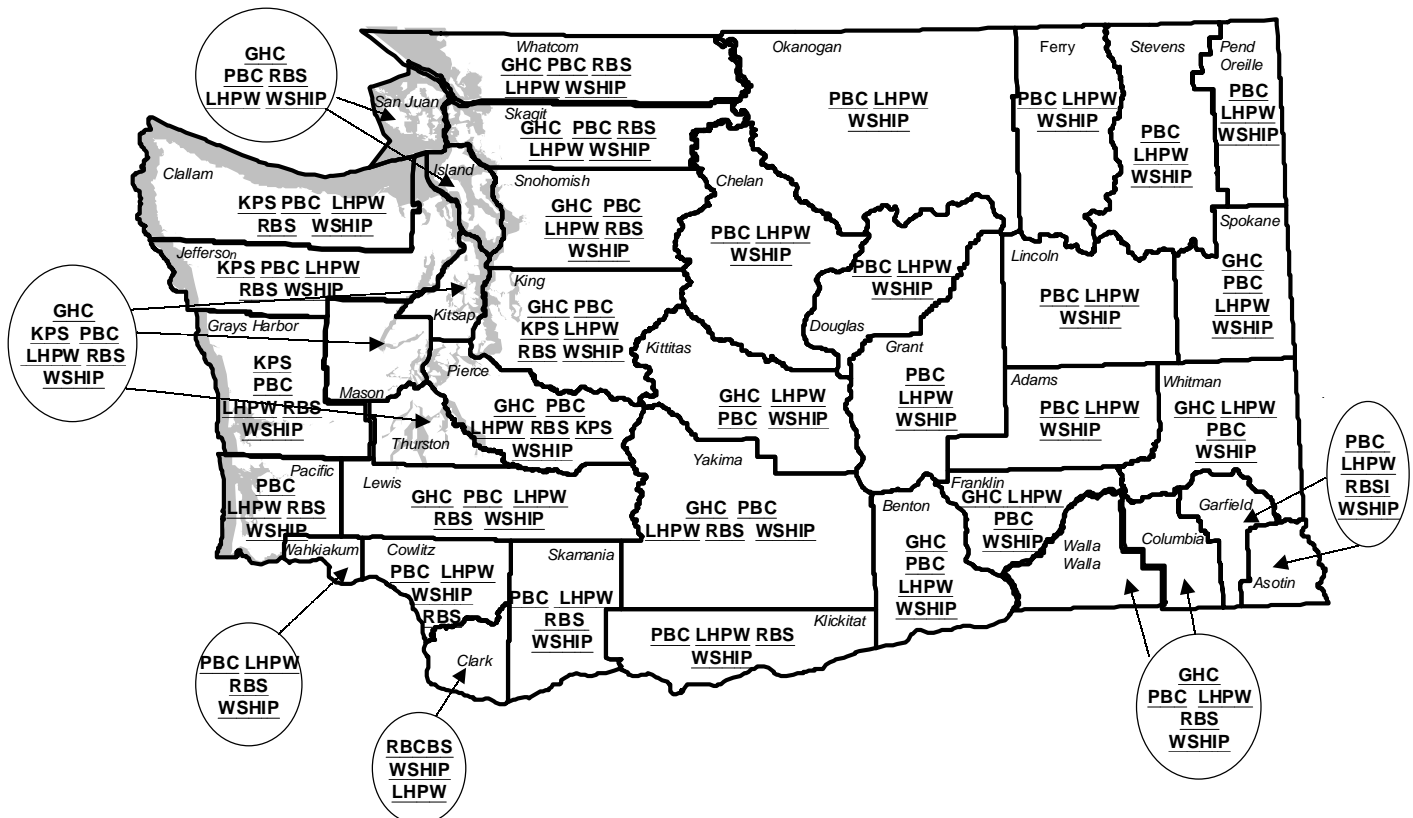 GHC
PBC RBS
LHPW WSHIP
San Juan
Island
Whatcom
GHC PBC RBS
LHPW WSHIP
Skagit
GHC PBC RBS
LHPW WSHIP
Snohomish
GHC PBC
LHPW RBS
WSHIP
King
GHC PBC
KPS LHPW
RBS WSHIP
Clallam
KPS PBC LHPW
RBS WSHIP
Jefferson
KPS PBC LHPW
RBS WSHIP
GHC
KPS PBC
LHPW RBS
WSHIP
Kitsap
Mason
Thurston
Grays Harbor
KPS
PBC
LHPW RBS
WSHIP
Pierce
GHC PBC
LHPW RBS KPS
WSHIP
Pacific
PBC
LHPW RBS
WSHIP
Lewis
GHC PBC LHPW
RBS WSHIP
Wahkiakum
PBC LHPW
RBS
WSHIP
Cowlitz
PBC LHPW
WSHIP
RBS
Clark
RBCBS
WSHIP
LHPW
Skamania
PBC LHPW
RBS
WSHIP
Klickitat
PBC LHPW RBS
WSHIP
Okanogan
PBC LHPW
WSHIP
Chelan
PBC LHPW
WSHIP
Douglas
PBC LHPW
WSHIP
Kittitas
GHC LHPW
PBC WSHIP
Yakima
GHC PBC
LHPW RBS WSHIP
Grant
PBC
LHPW
WSHIP
Benton
GHC
PBC
LHPW
WSHIP
Ferry
PBC LHPW
WSHIP
Stevens
PBC
LHPW
WSHIP
Pend
Oreille
PBC
LHPW
WSHIP
Lincoln
PBC LHPW
WSHIP
Spokane
GHC
PBC
LHPW
WSHIP
Adams
PBC LHPW
WSHIP
Whitman
GHC LHPW
PBC
WSHIP
Franklin
GHC LHPW
PBC
WSHIP
Walla
Walla
Columbia
GHC
PBC LHPW
RBS
WSHIP
Garfield
Asotin
PBC
LHPW
RBSI
WSHIP